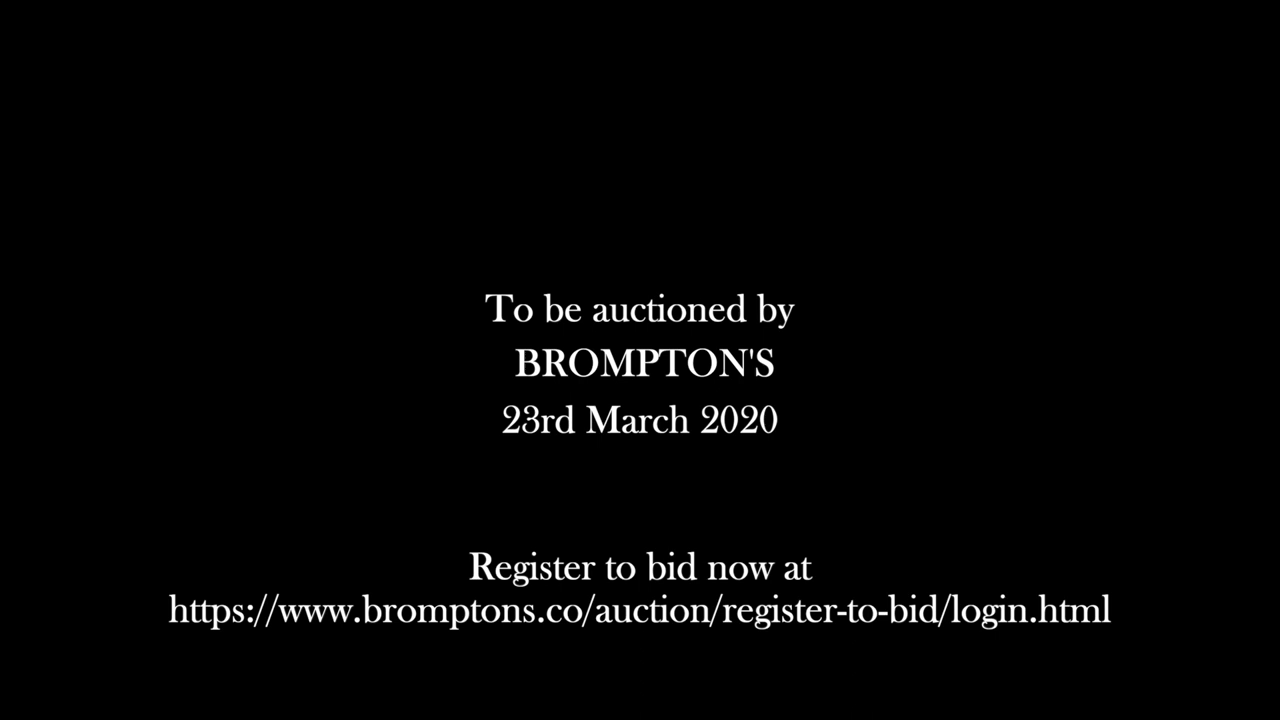 To be auctioned by
BROMPTON'S
23rd March 2020
Register to bid now at
https://www.bromptons.co/auction/register-to-bid/login.html